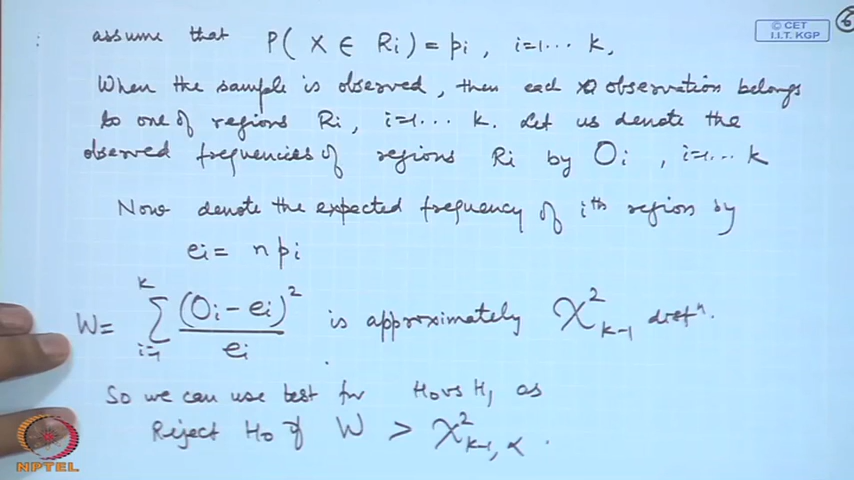 © CET
I.I.T. KGP
6
assume that P( X ∈ Ri) = pi, i=1... k.
When the sample is observed, then each observation belongs
to one of regions Ri, i=1... k. Let us denote the
observed frequencies of regions Ri by Oi, i=1... k
Now denote the expected frequency of ith region by
ei = n pi
W = k Σ i=1 (Oi - ei)² / ei is approximately χ²k-1 distⁿ.
So we can use test for H0 vs H1 as
Reject H0 if W > χ²k-1, α .
NPTEL